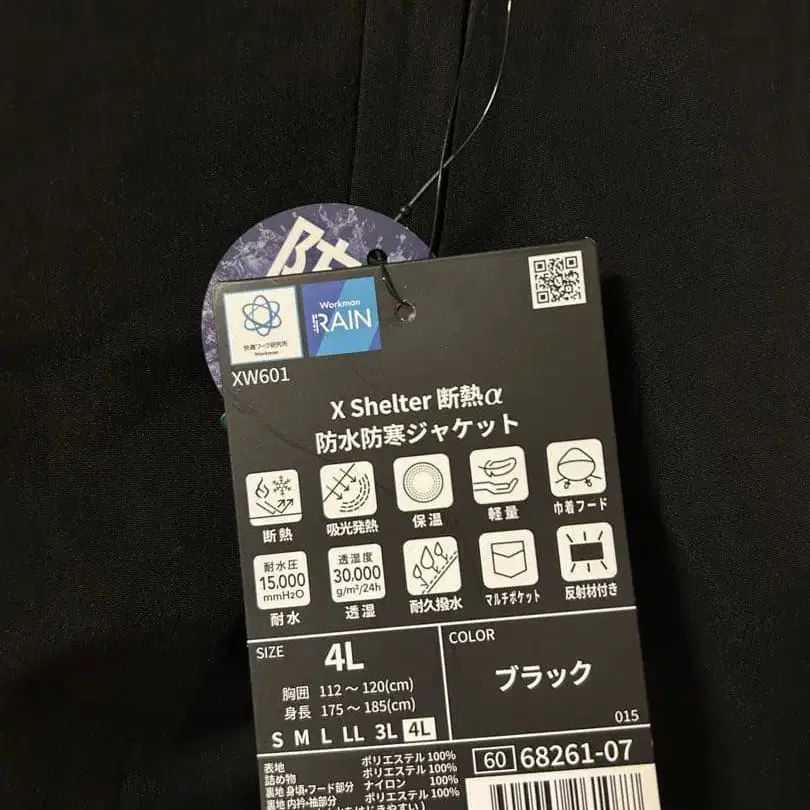 快適ワーク研究所
Workman
Workman
RAIN
XW601
X Shelter 断熱α
防水防寒ジャケット
断熱 吸光発熱 保温 軽量 巾着フード
耐水圧
15,000
mmH2O
透湿度
30,000
g/m²/24h
耐水 透湿 耐久撥水 マルチポケット 反射材付き
SIZE
4L
胸囲 112〜120(cm)
身長 175〜185(cm)
S M L LL 3L 4L
COLOR
ブラック
015
60 68261-07
表地 ポリエステル 100%
詰め物 ポリエステル 100%
裏地 身頃・フード部分 ナイロン 100%
裏地 内衿・袖部分 ポリエステル 100%